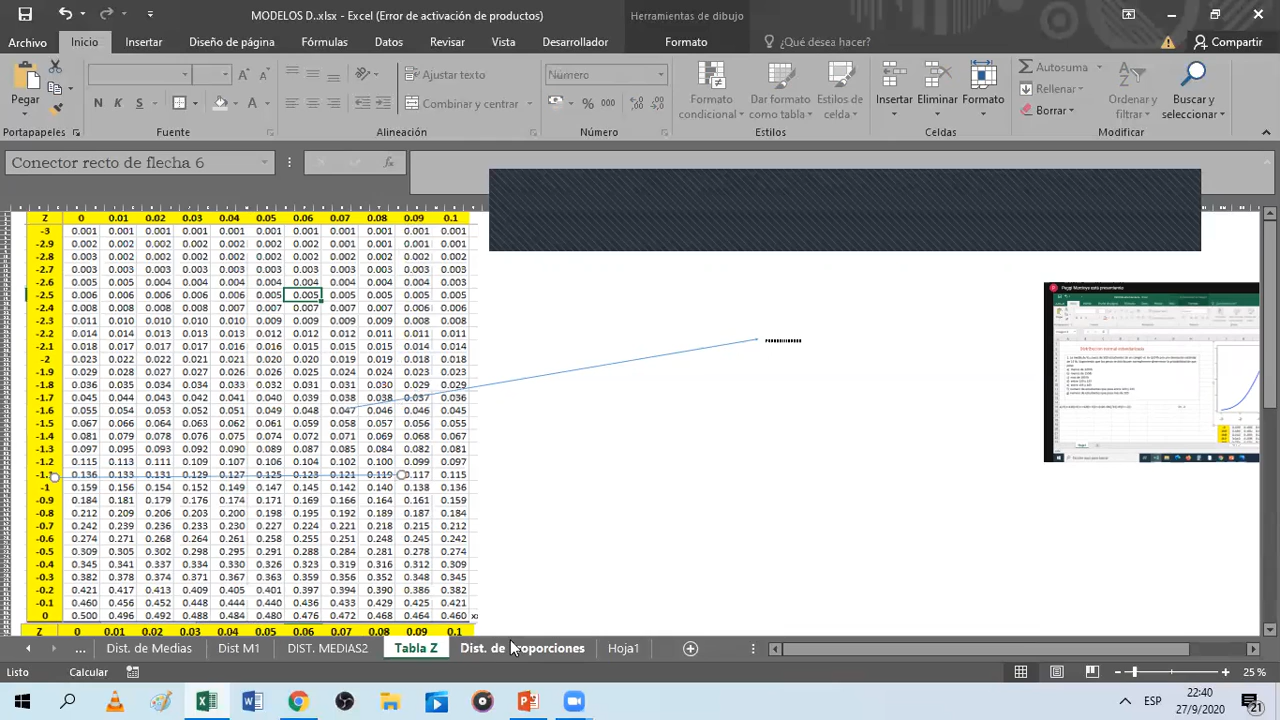 MODELOS D..xlsx - Excel (Error de activación de productos)
Herramientas de dibujo
Archivo Inicio Insertar Diseño de página Fórmulas Datos Revisar Vista Desarrollador Formato ¿Qué desea hacer? Compartir
Pegar
N K S
Ajustar texto
Combinar y centrar
Número
% 000
Formato condicional
Dar formato como tabla
Estilos de celda
Insertar
Eliminar
Formato
Autosuma
Rellenar
Borrar
Ordenar y filtrar
Buscar y seleccionar
Portapapeles Fuente Alineación Número Estilos Celdas Modificar
Conector recto de flecha 6
fx
Z 0 0.01 0.02 0.03 0.04 0.05 0.06 0.07 0.08 0.09 0.1
-3 0.001 0.001 0.001 0.001 0.001 0.001 0.001 0.001 0.001 0.001 0.001
-2.9 0.002 0.002 0.002 0.002 0.002 0.002 0.002 0.001 0.001 0.001 0.001
-2.8 0.003 0.002 0.002 0.002 0.002 0.002 0.002 0.002 0.002 0.002 0.002
-2.7 0.003 0.003 0.003 0.003 0.003 0.003 0.003 0.003 0.003 0.003 0.003
-2.6 0.005 0.005 0.004 0.004 0.004 0.004 0.004 0.004 0.004 0.004 0.004
-2.5 0.006 0.006 0.006 0.006 0.006 0.005 0.005 0.005 0.005 0.005 0.005
-2.4 0.008 0.008 0.008 0.008 0.007 0.007 0.007 0.007 0.007 0.006 0.006
-2.3
-2.2 0.014 0.014 0.013 0.013 0.013 0.012 0.012 0.012 0.011 0.011 0.011
-2.1 0.018 0.017 0.017 0.017 0.016 0.016 0.015 0.015 0.015 0.014 0.014
-2 0.023 0.022 0.022 0.021 0.021 0.020 0.020 0.019 0.019 0.018 0.018
-1.9 0.029 0.028 0.027 0.027 0.026 0.026 0.025 0.024 0.024 0.023 0.023
-1.8 0.036 0.035 0.034 0.034 0.033 0.032 0.031 0.031 0.030 0.029
-1.7 0.045 0.044 0.043 0.042 0.041 0.040 0.039 0.038 0.038 0.037 0.036
-1.6 0.055 0.054 0.053 0.052 0.051 0.049 0.048 0.047 0.046 0.046 0.045
-1.5 0.067 0.066 0.064 0.063 0.062 0.061 0.059 0.058 0.057 0.056 0.055
-1.4 0.081 0.079 0.078 0.076 0.075 0.074 0.072 0.071 0.069 0.068 0.067
-1.3 0.097 0.095 0.093 0.092 0.090 0.089 0.087 0.085 0.084 0.082 0.081
-1.2 0.115 0.113 0.111 0.109 0.107 0.106 0.104 0.102 0.100 0.099 0.097
0.136 0.133 0.131 0.129 0.127 0.125 0.123 0.121 0.119 0.117 0.115
-1 0.159 0.156 0.154 0.152 0.149 0.147 0.145 0.142 0.140 0.138 0.136
-0.9 0.184 0.181 0.179 0.176 0.174 0.171 0.169 0.166 0.164 0.161 0.159
-0.8 0.212 0.209 0.206 0.203 0.200 0.198 0.195 0.192 0.189 0.187 0.184
-0.7 0.242 0.239 0.236 0.233 0.230 0.227 0.224 0.221 0.218 0.215 0.212
-0.6 0.274 0.271 0.268 0.264 0.261 0.258 0.255 0.251 0.248 0.245 0.242
-0.5 0.309 0.305 0.302 0.298 0.295 0.291 0.288 0.284 0.281 0.278 0.274
-0.4 0.345 0.341 0.337 0.334 0.330 0.326 0.323 0.319 0.316 0.312 0.309
-0.3 0.382 0.378 0.374 0.371 0.367 0.363 0.359 0.356 0.352 0.348 0.345
-0.2 0.421 0.417 0.413 0.409 0.405 0.401 0.397 0.394 0.390 0.386 0.382
-0.1 0.460 0.456 0.452 0.448 0.444 0.440 0.436 0.433 0.429 0.425 0.421
0 0.500 0.496 0.492 0.488 0.484 0.480 0.476 0.472 0.468 0.464 0.460
Z 0 0.01 0.02 0.03 0.04 0.05 0.06 0.07 0.08 0.09 0.1
Peggi Montoya está presentando
Distribución normal estandarizada
... Dist. de Medias Dist M1 DIST. MEDIAS2 Tabla Z Dist. de Hoja1
Listo Calcular 25 %
ESP
22:40
27/9/2020
21